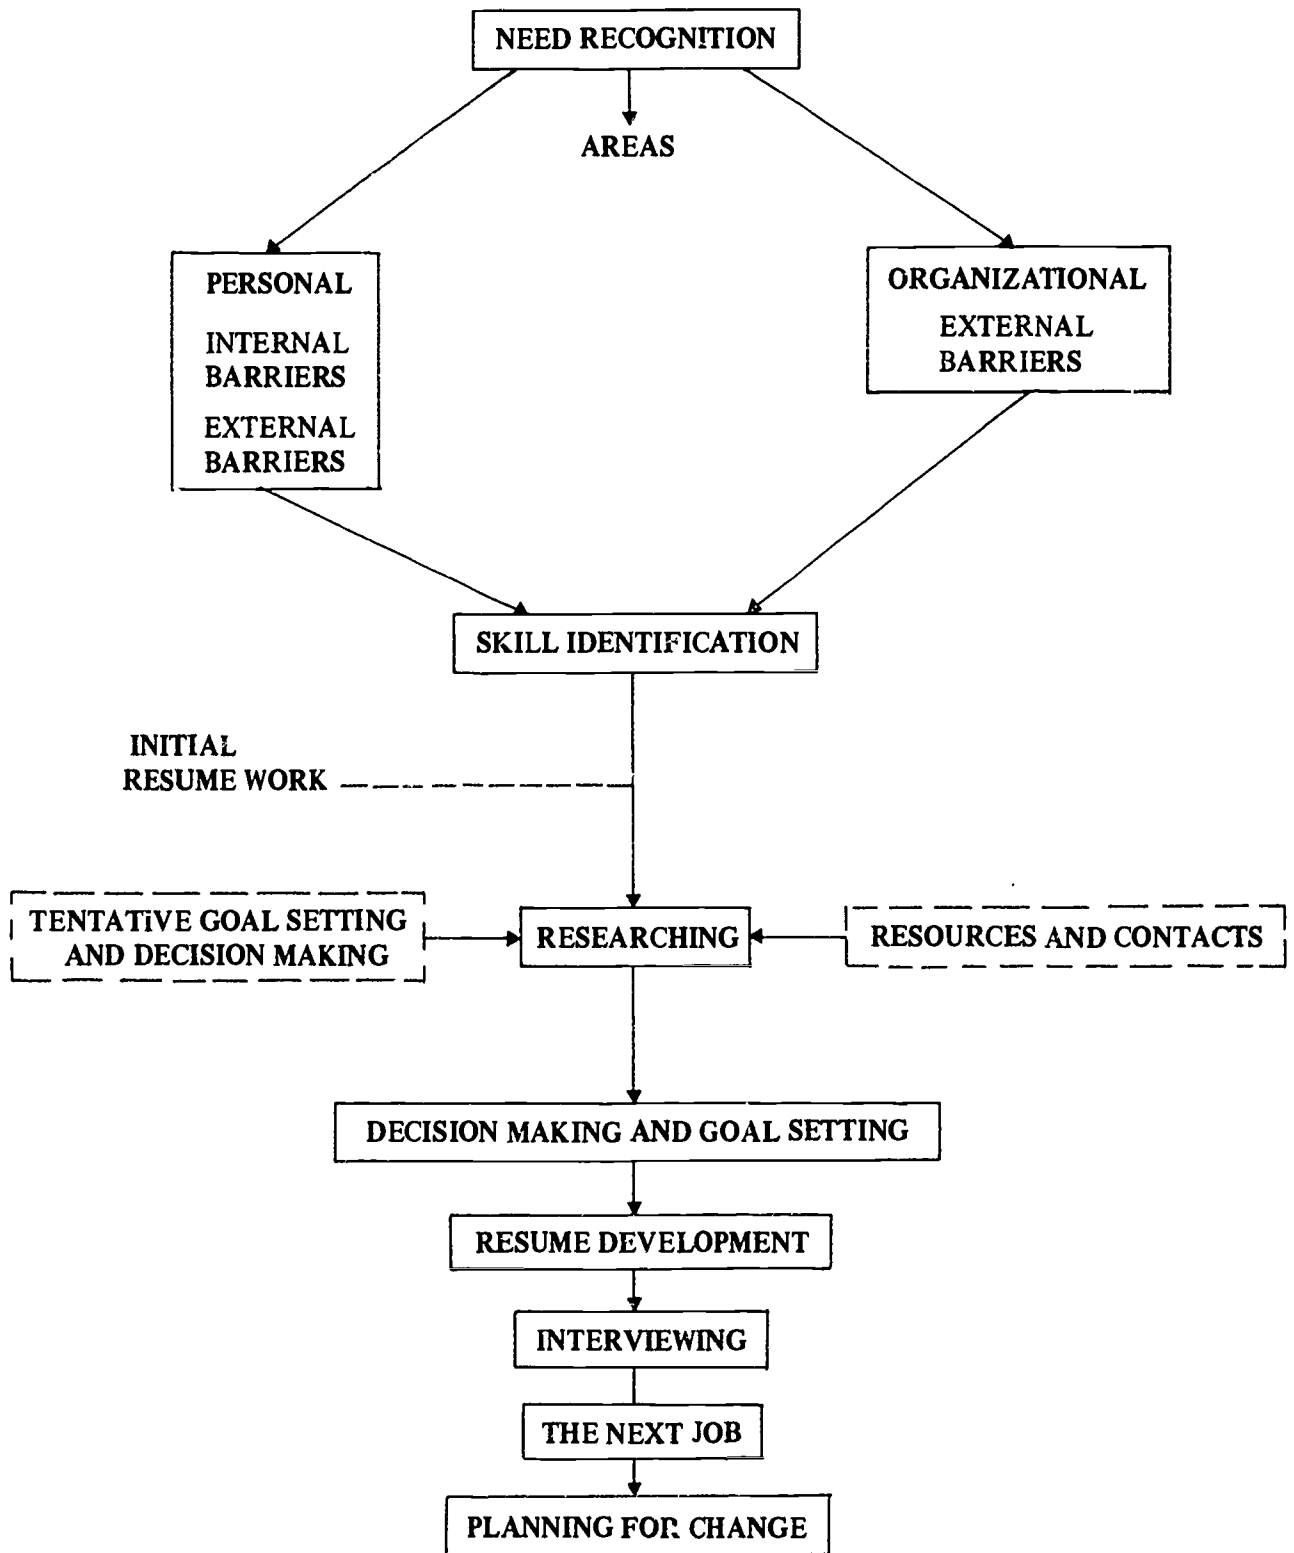 NEED RECOGNITION
AREAS
PERSONAL
INTERNAL
BARRIERS
EXTERNAL
BARRIERS
ORGANIZATIONAL
EXTERNAL
BARRIERS
SKILL IDENTIFICATION
INITIAL
RESUME WORK
TENTATIVE GOAL SETTING
AND DECISION MAKING
RESEARCHING
RESOURCES AND CONTACTS
DECISION MAKING AND GOAL SETTING
RESUME DEVELOPMENT
INTERVIEWING
THE NEXT JOB
PLANNING FOR CHANGE